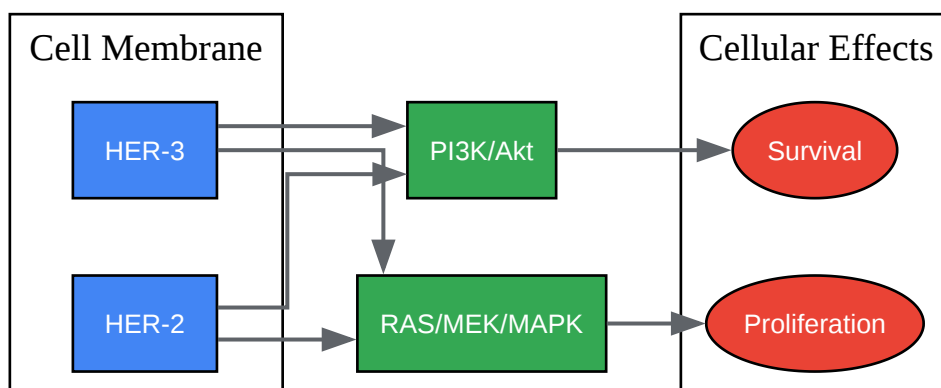 Cell Membrane
Cellular Effects
HER-3
PI3K/Akt
Survival
HER-2
RAS/MEK/MAPK
Proliferation